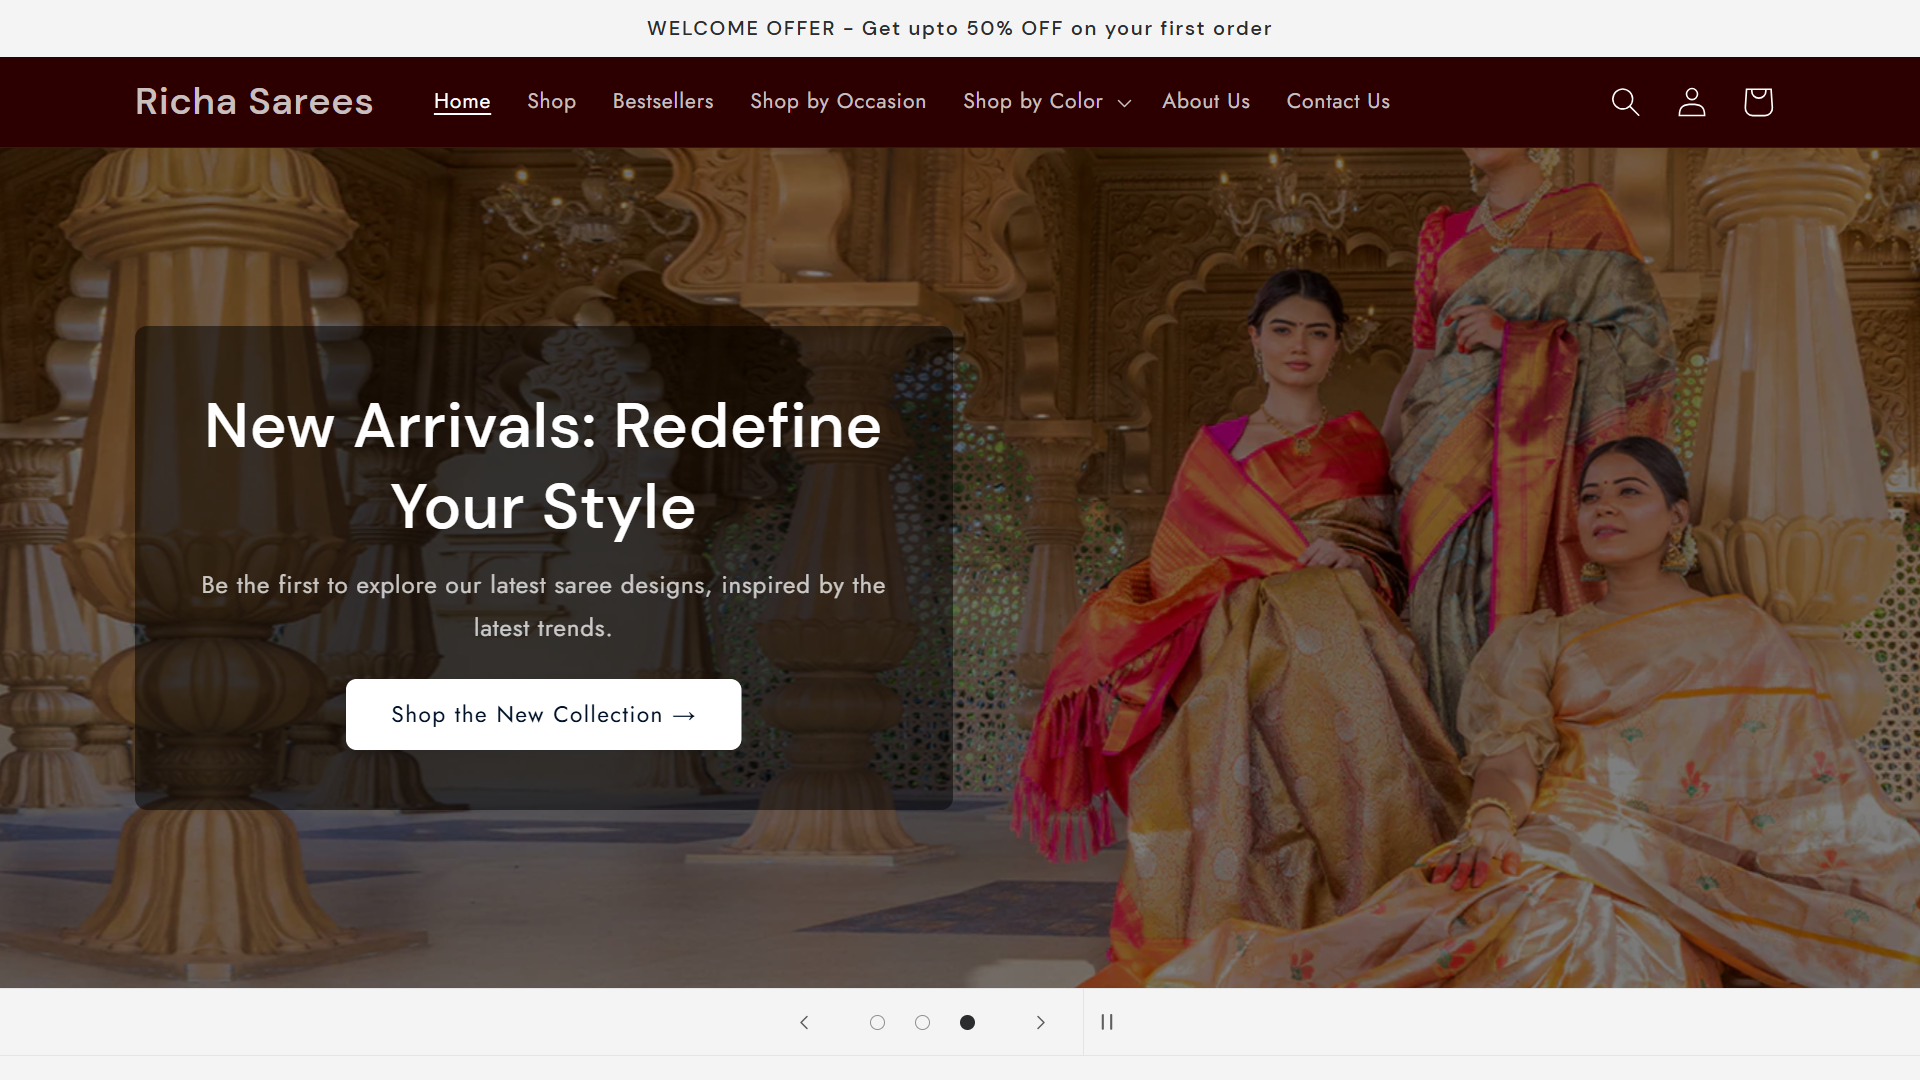 WELCOME OFFER - Get upto 50% OFF on your first order
Richa Sarees
Home
Shop
Bestsellers
Shop by Occasion
Shop by Color
About Us
Contact Us
New Arrivals: Redefine
Your Style
Be the first to explore our latest saree designs, inspired by the
latest trends.
Shop the New Collection →